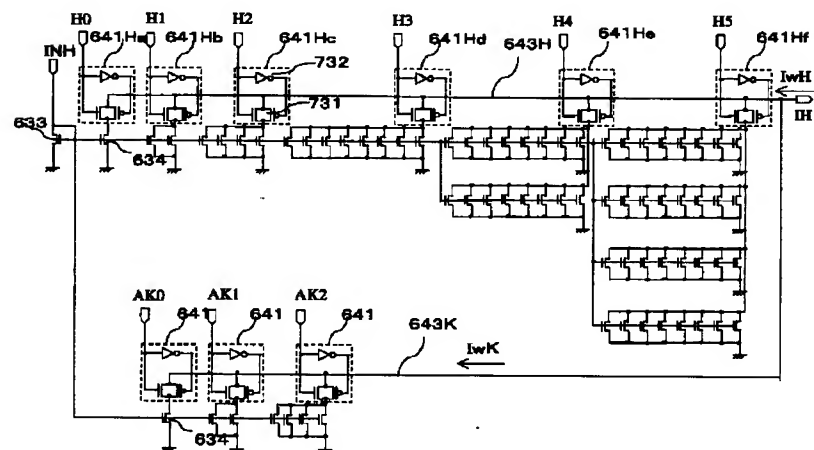 H0 641Ha H1 641Hb H2 641Hc H3 641Hd 643H H4 641He H5 641Hf
INH 732 IwH
731 IH
633
634
AK0 641 AK1 641 AK2 641 643K
IwK
634